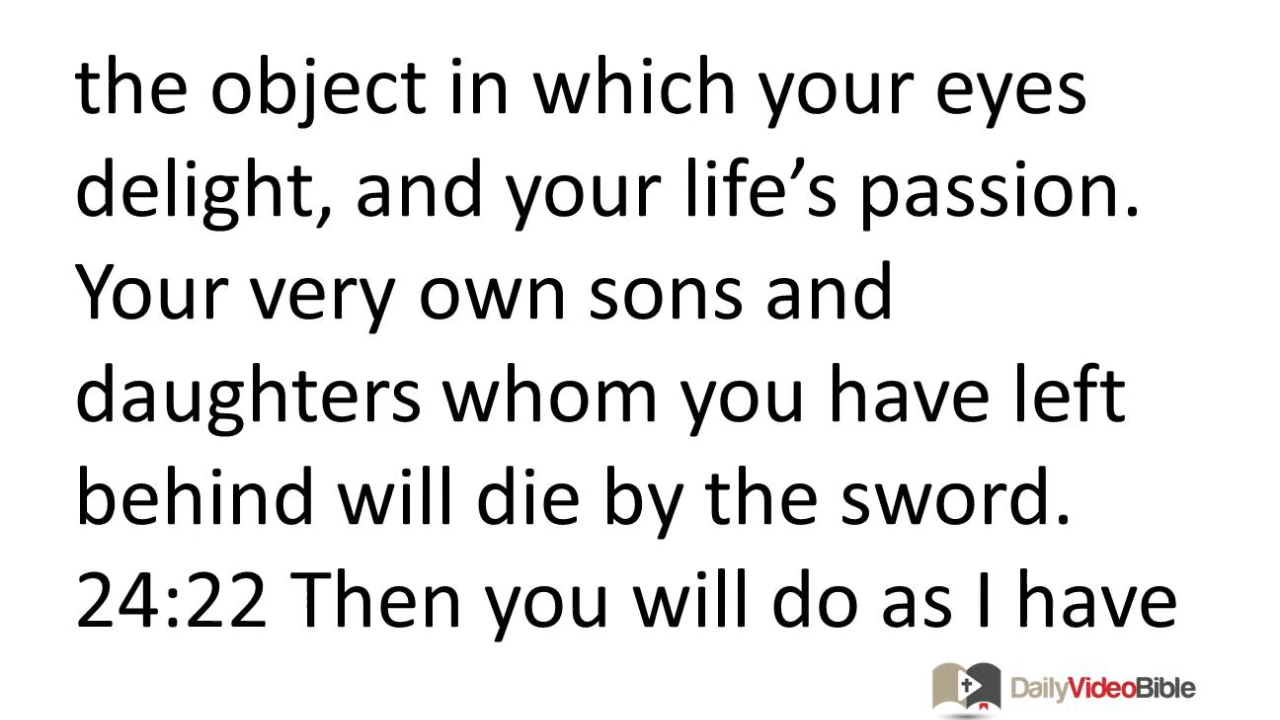 the object in which your eyes
delight, and your life’s passion.
Your very own sons and
daughters whom you have left
behind will die by the sword.
24:22 Then you will do as I have
DailyVideoBible